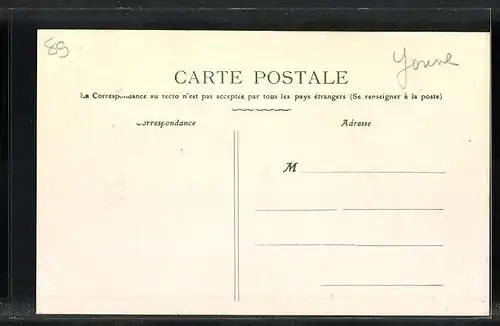 89
Yonne
CARTE POSTALE
La Correspondance au recto n'est pas acceptée par tous les pays étrangers (Se renseigner à la poste)
Correspondance
Adresse
M